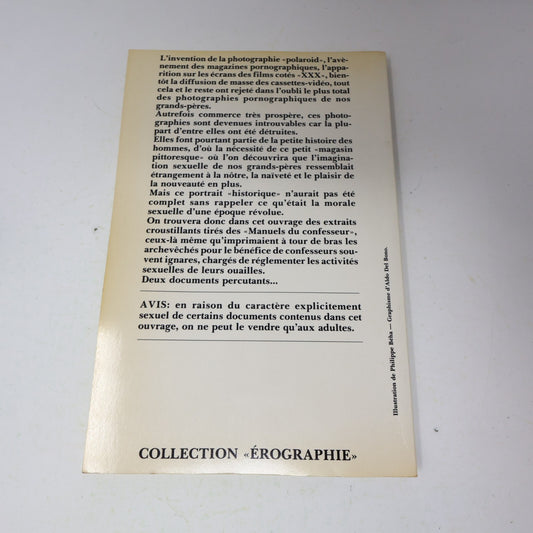 L'invention de la photographie «polaroid», l'avè-
nement des magazines pornographiques, l'appa-
rition sur les écrans des films cotés «XXX», bien-
tôt la diffusion de masse des cassettes-vidéo, tout
cela et le reste ont rejeté dans l'oubli le plus total
des photographies pornographiques de nos
grands-pères.
Autrefois commerce très prospère, ces photo-
graphies sont devenues introuvables car la plu-
part d'entre elles ont été détruites.
Elles font pourtant partie de la petite histoire des
hommes, d'où la nécessité de ce petit «magasin
pittoresque» où l'on découvrira que l'imagina-
tion sexuelle de nos grands-pères ressemblait
étrangement à la nôtre, la naïveté et le plaisir de
la nouveauté en plus.
Mais ce portrait «historique» n'aurait pas été
complet sans rappeler ce qu'était la morale
sexuelle d'une époque révolue.
On trouvera donc dans cet ouvrage des extraits
croustillants tirés des «Manuels du confesseur»,
ceux-là même qu'imprimaient à tour de bras les
archevêchés pour le bénéfice de confesseurs sou-
vent ignares, chargés de réglementer les activités
sexuelles de leurs ouailles.
Deux documents percutants...
AVIS: en raison du caractère explicitement
sexuel de certains documents contenus dans cet
ouvrage, on ne peut le vendre qu'aux adultes.
COLLECTION «ÉROGRAPHIE»
Illustration de Philippe Béha — Graphisme d'Aldo Del Bono.